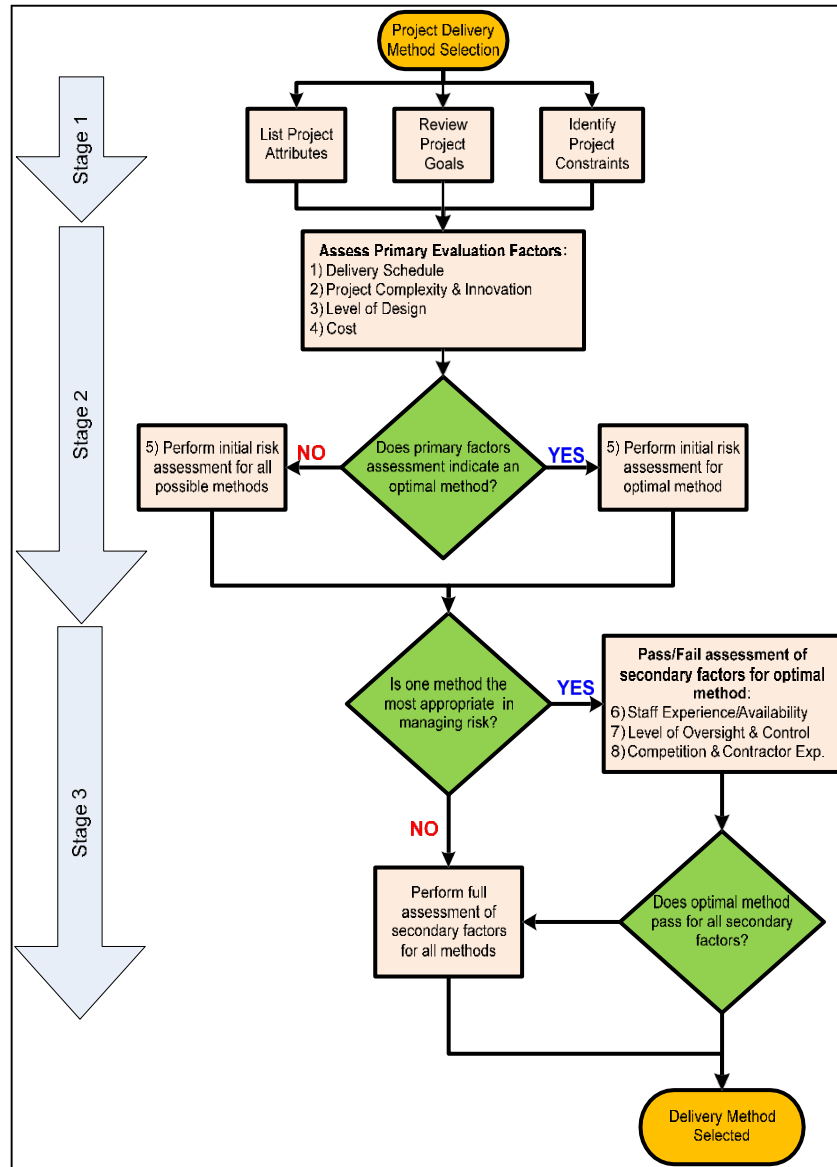 Project Delivery
Method Selection
Stage 1
List Project
Attributes
Review
Project
Goals
Identify
Project
Constraints
Assess Primary Evaluation Factors:
1) Delivery Schedule
2) Project Complexity & Innovation
3) Level of Design
4) Cost
Stage 2
5) Perform initial risk
assessment for all
possible methods
NO
Does primary factors
assessment indicate an
optimal method?
YES
5) Perform initial risk
assessment for
optimal method
Stage 3
Is one method the
most appropriate in
managing risk?
YES
Pass/Fail assessment of
secondary factors for optimal
method:
6) Staff Experience/Availability
7) Level of Oversight & Control
8) Competition & Contractor Exp.
NO
Perform full
assessment of
secondary factors
for all methods
Does optimal method
pass for all secondary
factors?
Delivery Method
Selected